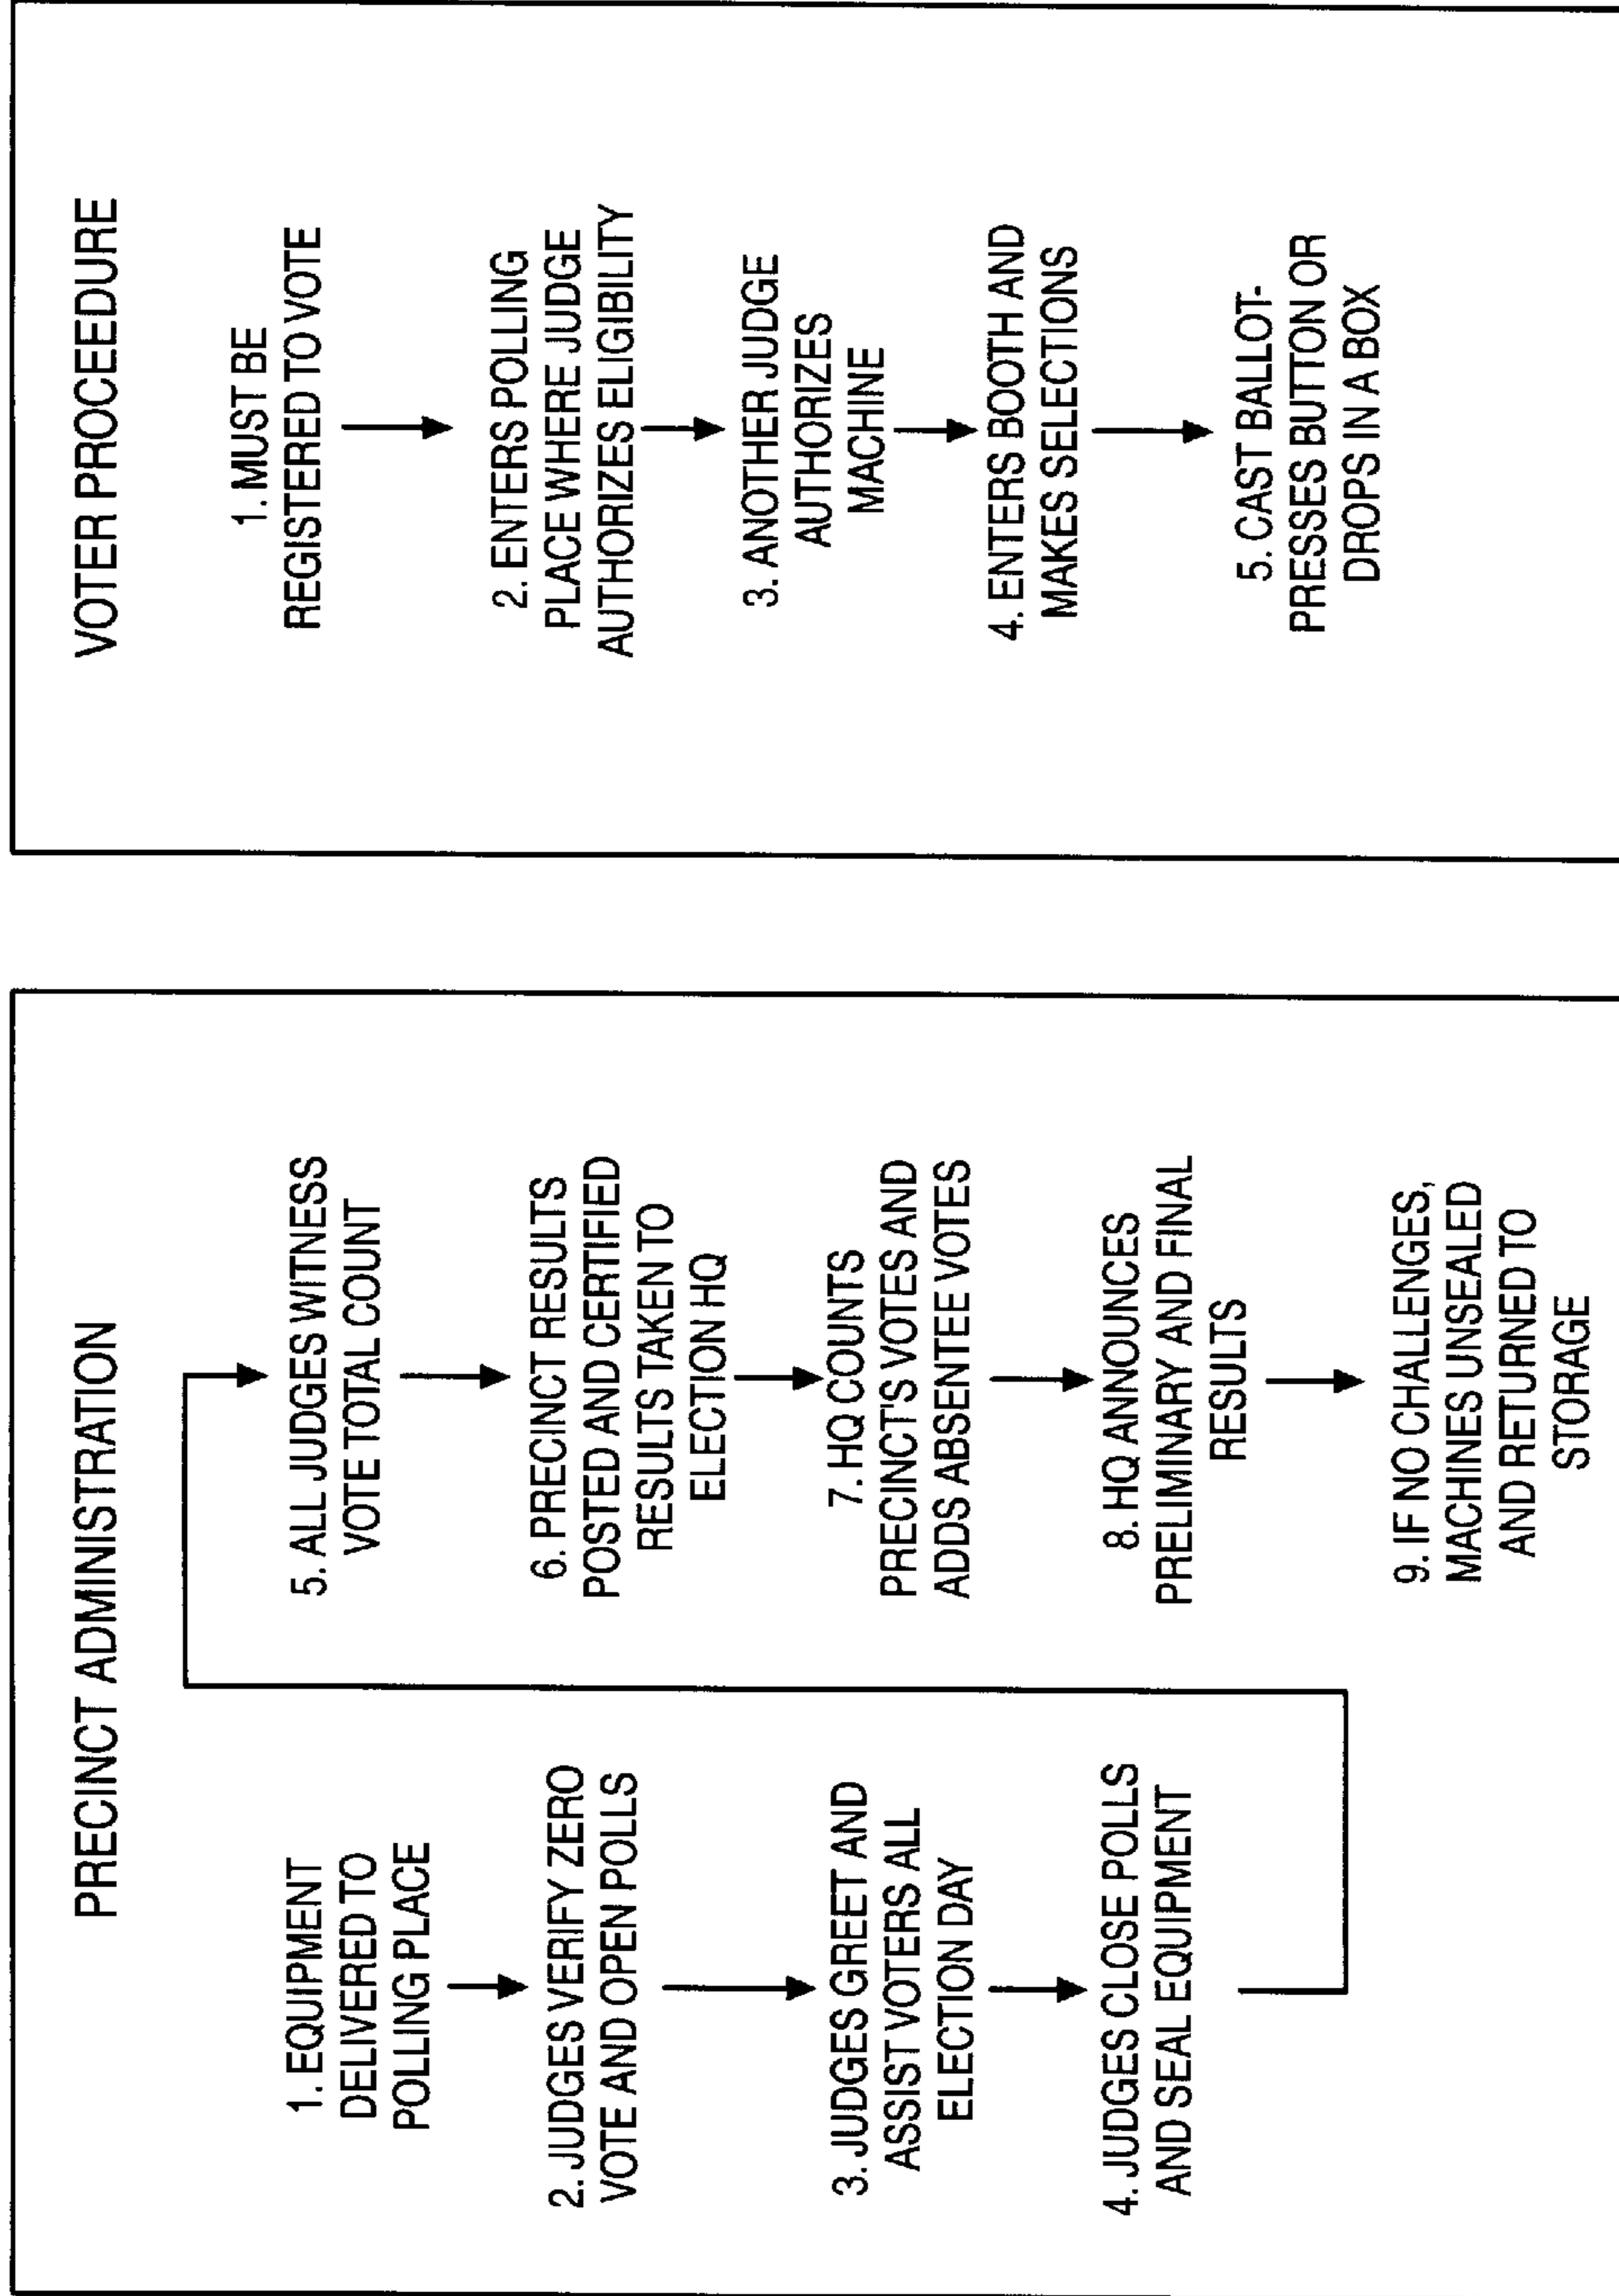 PRECINCT ADMINISTRATION
1. EQUIPMENT
DELIVERED TO
POLLING PLACE
2. JUDGES VERIFY ZERO
VOTE AND OPEN POLLS
3. JUDGES GREET AND
ASSIST VOTERS ALL
ELECTION DAY
4. JUDGES CLOSE POLLS
AND SEAL EQUIPMENT
5. ALL JUDGES WITNESS
VOTE TOTAL COUNT
6. PRECINCT RESULTS
POSTED AND CERTIFIED
RESULTS TAKEN TO
ELECTION HQ
7. HQ COUNTS
PRECINCT'S VOTES AND
ADDS ABSENTEE VOTES
8. HQ ANNOUNCES
PRELIMINARY AND FINAL
RESULTS
9. IF NO CHALLENGES,
MACHINES UNSEALED
AND RETURNED TO
STORAGE
VOTER PROCEEDURE
1. MUST BE
REGISTERED TO VOTE
2. ENTERS POLLING
PLACE WHERE JUDGE
AUTHORIZES ELIGIBILITY
3. ANOTHER JUDGE
AUTHORIZES
MACHINE
4. ENTERS BOOTH AND
MAKES SELECTIONS
5. CAST BALLOT-
PRESSES BUTTON OR
DROPS IN A BOX